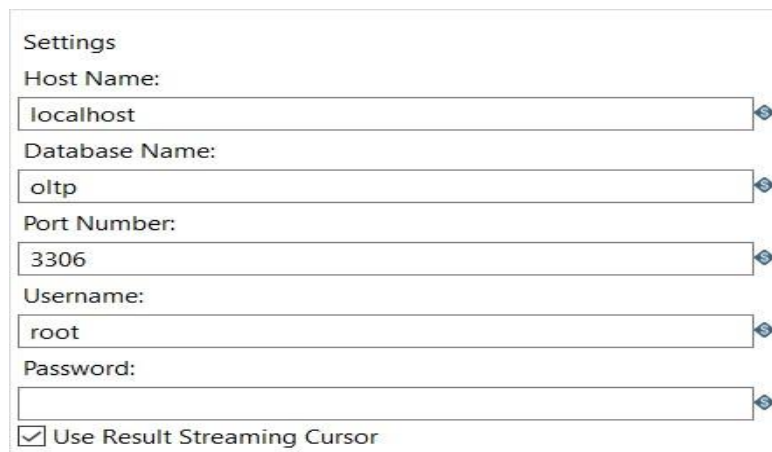 Settings
Host Name:
localhost
Database Name:
oltp
Port Number:
3306
Username:
root
Password:
Use Result Streaming Cursor